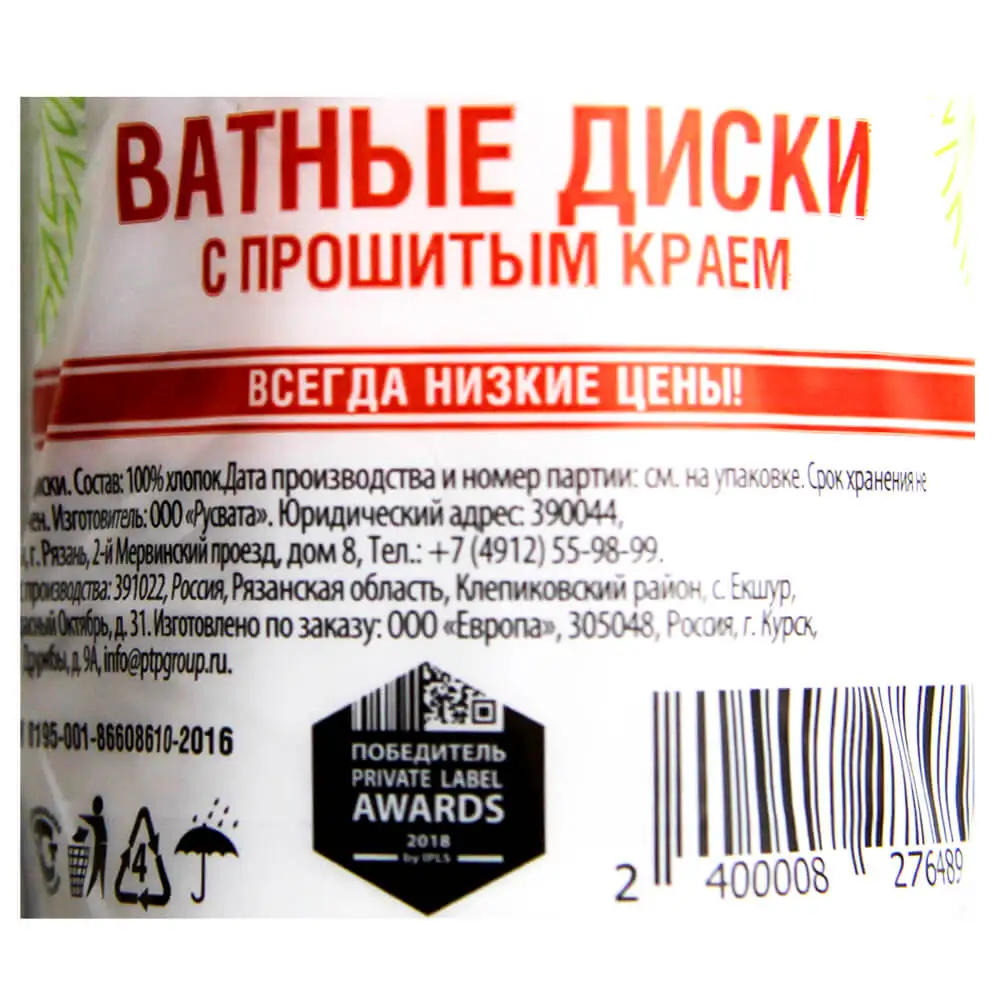 ВАТНЫЕ ДИСКИ
С ПРОШИТЫМ КРАЕМ
ВСЕГДА НИЗКИЕ ЦЕНЫ!
иски. Состав: 100% хлопок.Дата производства и номер партии: см. на упаковке. Срок хранения не
чен. Изготовитель: ООО «Русвата». Юридический адрес: 390044,
, г. Рязань, 2-й Мервинский проезд, дом 8, Тел.: +7 (4912) 55-98-99.
производства: 391022, Россия, Рязанская область, Клепиковский район, с. Екшур,
асный Октябрь, д. 31. Изготовлено по заказу: ООО «Европа», 305048, Россия, г. Курск,
Дружбы, д. 9А, info@ptpgroup.ru.
8195-001-86608610-2016
ПОБЕДИТЕЛЬ
PRIVATE LABEL
AWARDS
2018
by IPLS
4
2 400008 276489